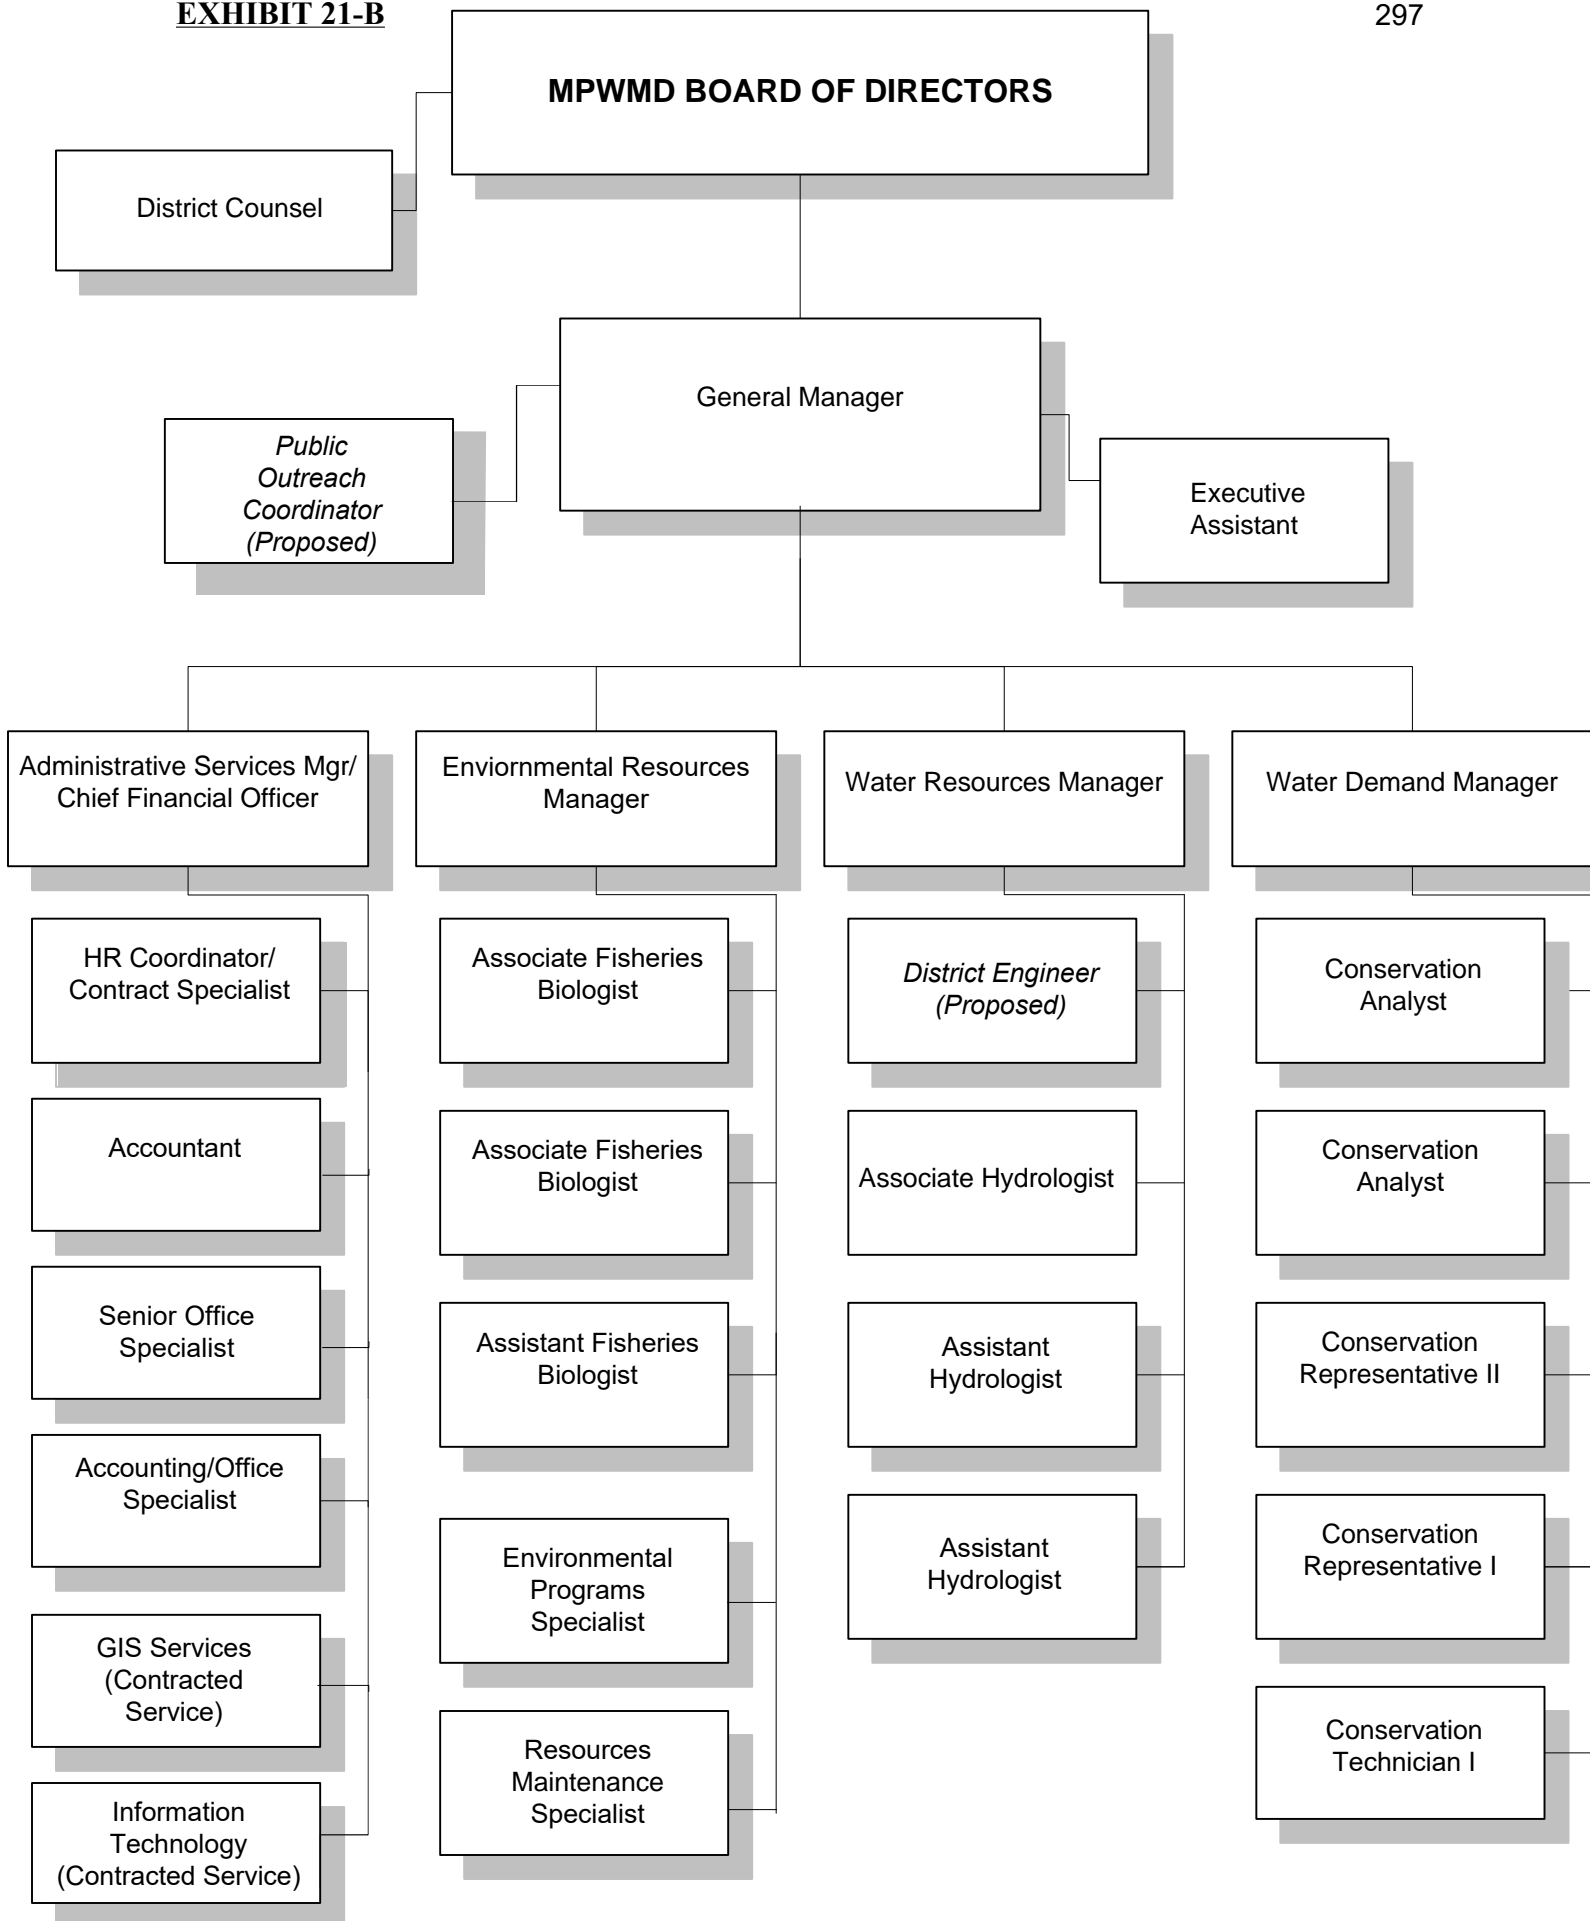 EXHIBIT 21-B
297
MPWMD BOARD OF DIRECTORS
District Counsel
General Manager
Public
Outreach
Coordinator
(Proposed)
Executive
Assistant
Administrative Services Mgr/
Chief Financial Officer
Enviornmental Resources
Manager
Water Resources Manager
Water Demand Manager
HR Coordinator/
Contract Specialist
Accountant
Senior Office
Specialist
Accounting/Office
Specialist
GIS Services
(Contracted
Service)
Information
Technology
(Contracted Service)
Associate Fisheries
Biologist
Associate Fisheries
Biologist
Assistant Fisheries
Biologist
Environmental
Programs
Specialist
Resources
Maintenance
Specialist
District Engineer
(Proposed)
Associate Hydrologist
Assistant
Hydrologist
Assistant
Hydrologist
Conservation
Analyst
Conservation
Analyst
Conservation
Representative II
Conservation
Representative I
Conservation
Technician I